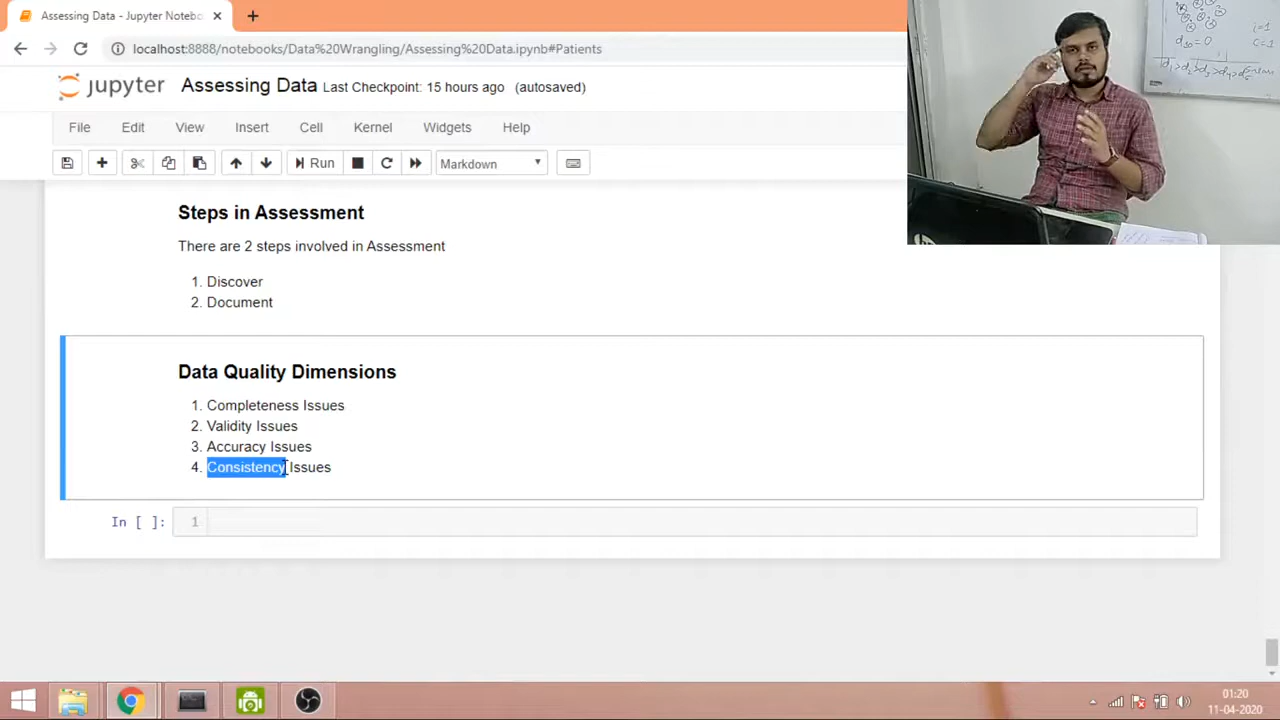 Assessing Data - Jupyter Notebo
localhost:8888/notebooks/Data%20Wrangling/Assessing%20Data.ipynb#Patients
jupyter Assessing Data Last Checkpoint: 15 hours ago (autosaved)
File Edit View Insert Cell Kernel Widgets Help
Run Markdown
Steps in Assessment
There are 2 steps involved in Assessment
1. Discover
2. Document
Data Quality Dimensions
1. Completeness Issues
2. Validity Issues
3. Accuracy Issues
4. Consistency Issues
In [ ]: 1
i=1
c=1
01:20
11-04-2020